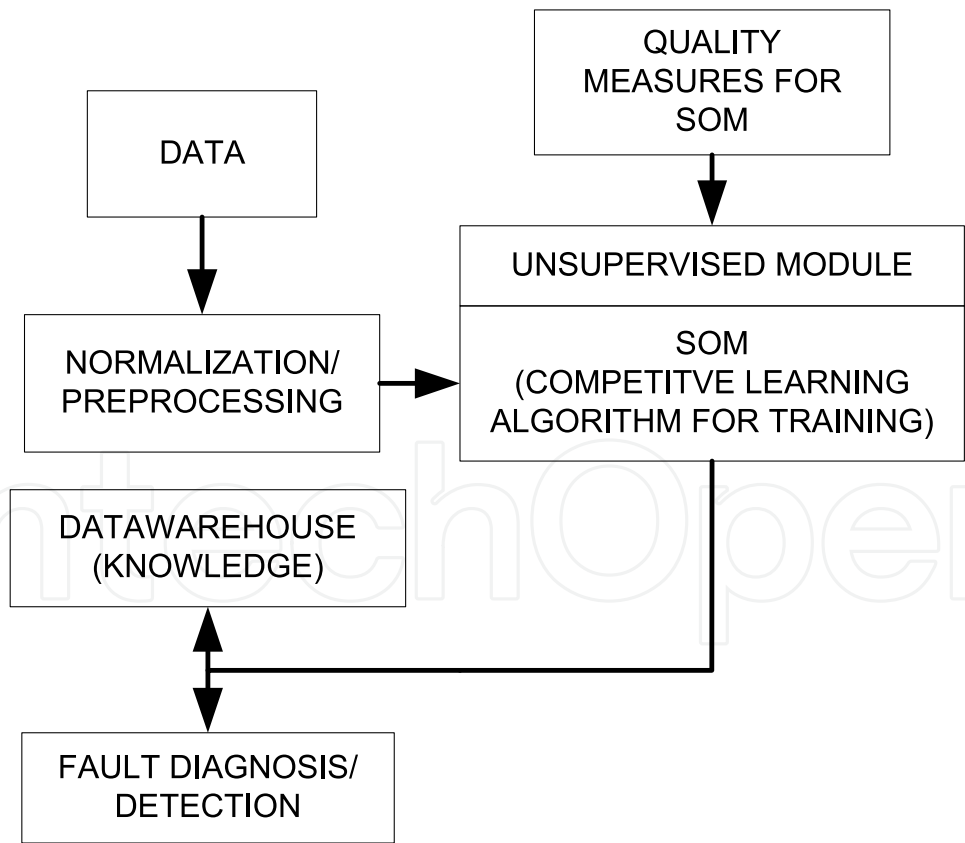 QUALITY
MEASURES FOR
SOM
DATA
UNSUPERVISED MODULE
NORMALIZATION/
PREPROCESSING
SOM
(COMPETITVE LEARNING
ALGORITHM FOR TRAINING)
DATAWAREHOUSE
(KNOWLEDGE)
FAULT DIAGNOSIS/
DETECTION
ntechOpe